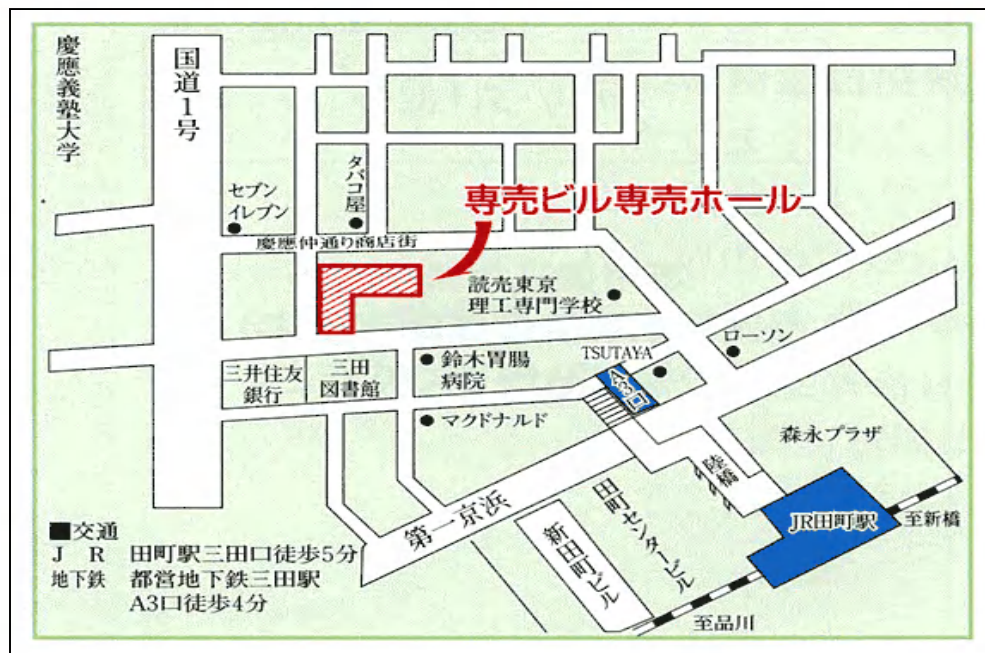 慶應義塾大学
国道1号
セブン
イレブン
タバコ屋
専売ビル専売ホール
慶應仲通り商店街
読売東京
理工専門学校
ローソン
TSUTAYA
A3口
三井住友
銀行
三田
図書館
鈴木胃腸
病院
マクドナルド
森永プラザ
陸橋
第一京浜
田町センタービル
新田町ビル
JR田町駅
至新橋
至品川
■交通
J R 田町駅三田口徒歩5分
地下鉄 都営地下鉄三田駅
A3口徒歩4分